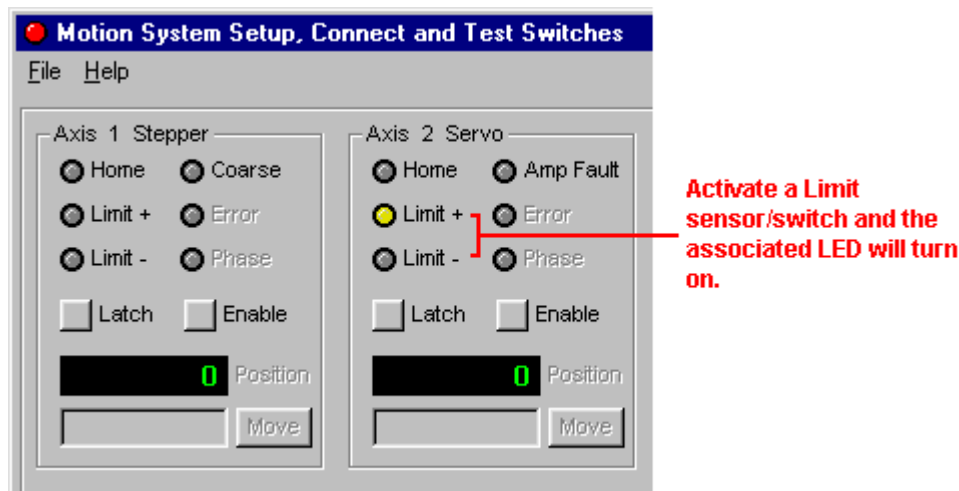 Motion System Setup, Connect and Test Switches
File Help
Axis 1 Stepper
Home Coarse
Limit + Error
Limit - Phase
Latch Enable
0 Position
Move
Axis 2 Servo
Home Amp Fault
Limit + Error
Limit - Phase
Latch Enable
0 Position
Move
Activate a Limit
sensor/switch and the
associated LED will turn
on.